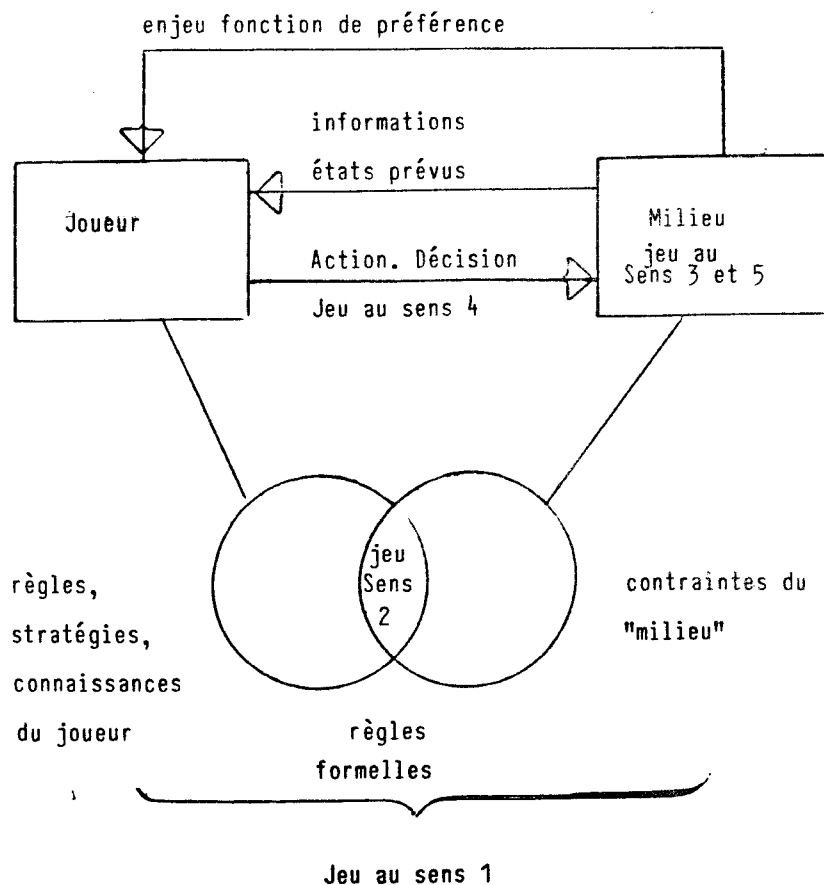 enjeu fonction de préférence
informations
états prévus
Joueur
Action. Décision
Jeu au sens 4
Milieu
jeu au
Sens 3 et 5
jeu
Sens
2
règles,
stratégies,
connaissances
du joueur
contraintes du
"milieu"
règles
formelles
Jeu au sens 1